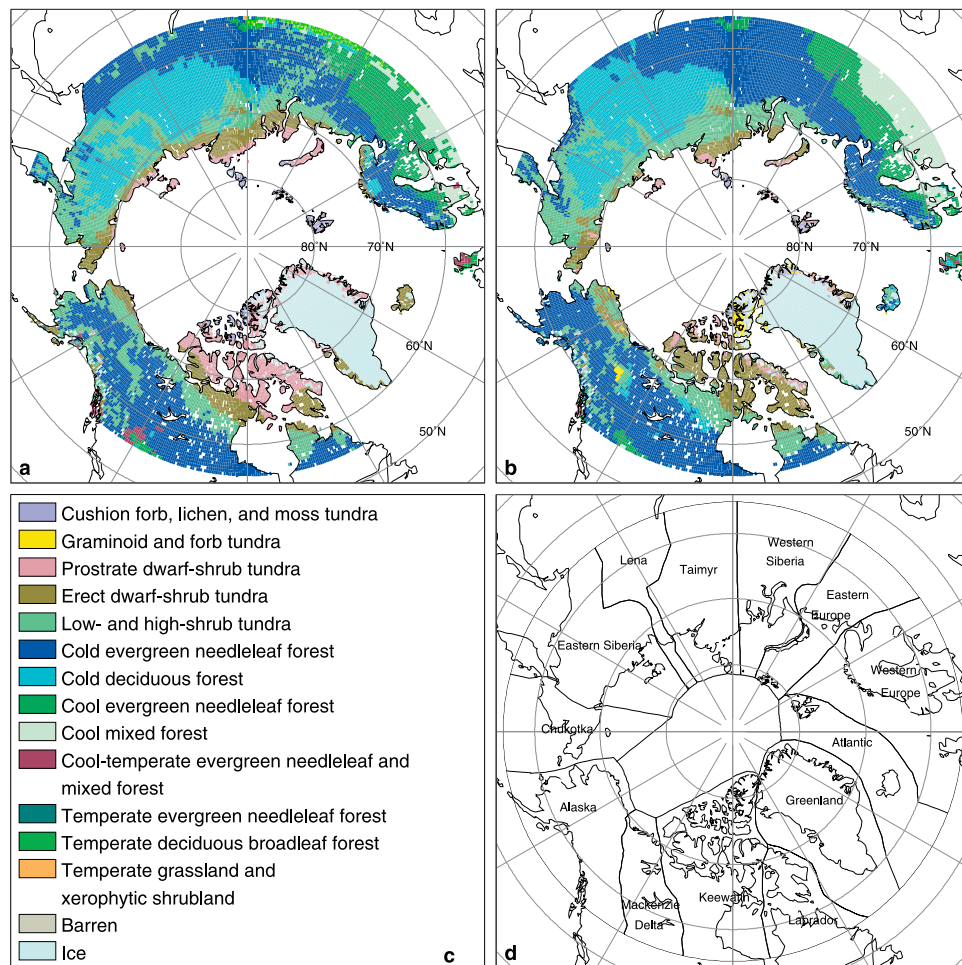 80˚N
70˚N
60˚N
50˚N
a
80˚N
70˚N
60˚N
50˚N
b
Cushion forb, lichen, and moss tundra
Graminoid and forb tundra
Prostrate dwarf-shrub tundra
Erect dwarf-shrub tundra
Low- and high-shrub tundra
Cold evergreen needleleaf forest
Cold deciduous forest
Cool evergreen needleleaf forest
Cool mixed forest
Cool-temperate evergreen needleleaf and
mixed forest
Temperate evergreen needleleaf forest
Temperate deciduous broadleaf forest
Temperate grassland and
xerophytic shrubland
Barren
Ice
c
Lena
Taimyr
Western
Siberia
Eastern
Europe
Eastern Siberia
Western
Europe
Chukotka
Atlantic
Alaska
Greenland
Mackenzie
Delta
Keewatin
Labrador
d